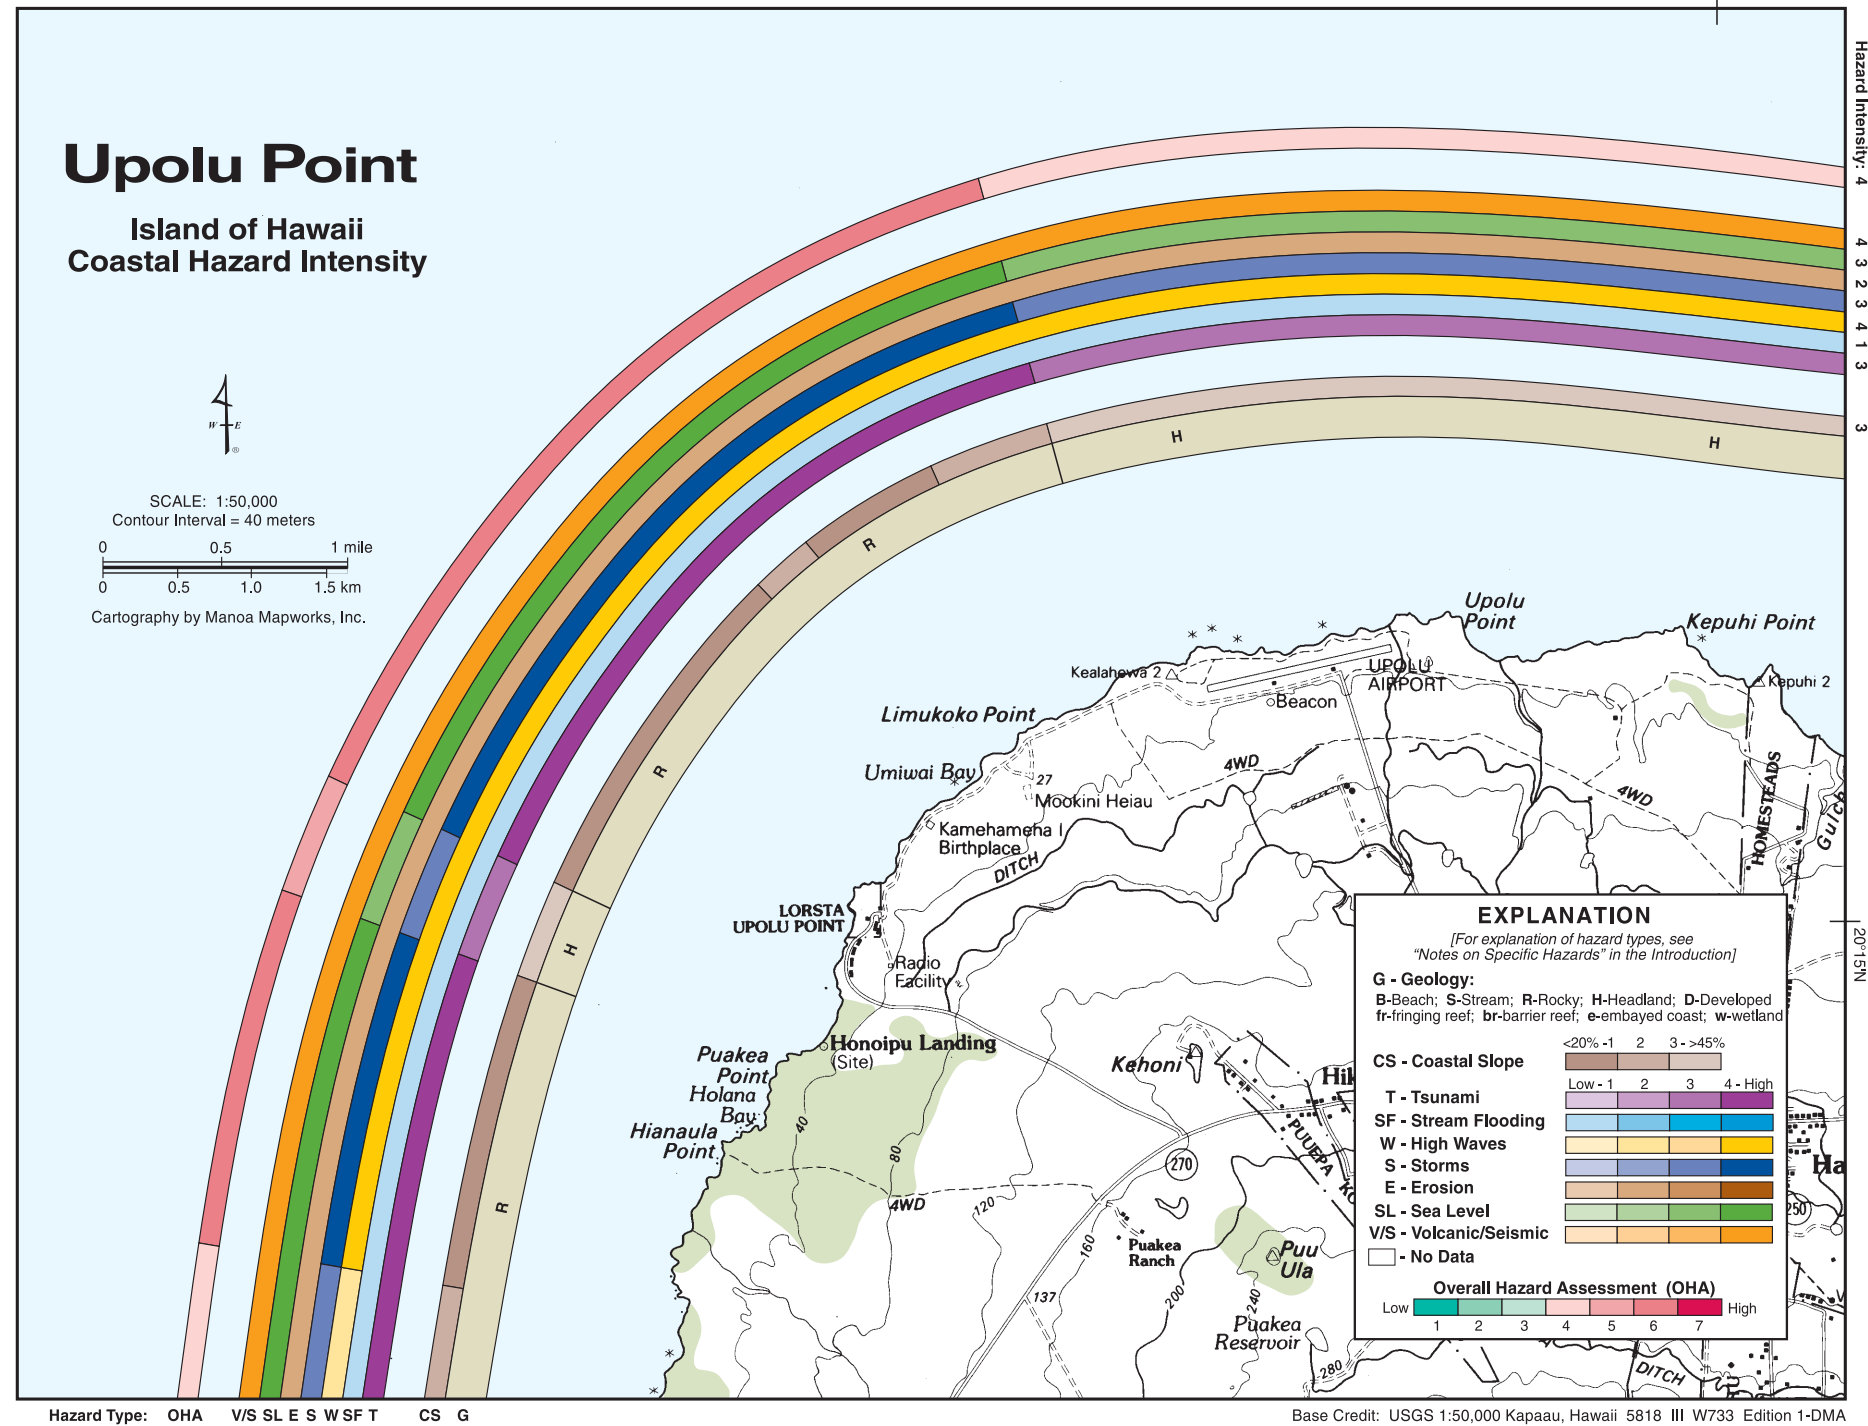 Upolu Point
Island of Hawaii
Coastal Hazard Intensity
W E
®
SCALE: 1:50,000
Contour Interval = 40 meters
0 0.5 1 mile
0 0.5 1.0 1.5 km
Cartography by Manoa Mapworks, Inc.
Hazard Intensity: 4
4 3 2 3 4 1 3
3
H
H
R
R
H
R
Upolu
Point
Kepuhi Point
Kealahewa 2
UPOLU
AIRPORT
Kepuhi 2
Beacon
Limukoko Point
Umiwai Bay
27
Mookini Heiau
4WD
4WD
HOMESTEADS
Gulch
Kamehameha I
Birthplace
DITCH
LORSTA
UPOLU POINT
Radio
Facility
20°15'N
Honoipu Landing
(Site)
Puakea
Point
Holana
Bay
Hianaula
Point
40
80
4WD
120
160
200
240
280
137
Kehoni
Hik
PUUEPA
KO
270
250
Ha
Puakea
Ranch
Puu
Ula
Puakea
Reservoir
DITCH
EXPLANATION
[For explanation of hazard types, see
“Notes on Specific Hazards” in the Introduction]
G - Geology:
B-Beach; S-Stream; R-Rocky; H-Headland; D-Developed
fr-fringing reef; br-barrier reef; e-embayed coast; w-wetland
<20% -1 2 3 - >45%
CS - Coastal Slope
Low - 1 2 3 4 - High
T - Tsunami
SF - Stream Flooding
W - High Waves
S - Storms
E - Erosion
SL - Sea Level
V/S - Volcanic/Seismic
- No Data
Overall Hazard Assessment (OHA)
Low High
1 2 3 4 5 6 7
Hazard Type: OHA V/S SL E S W SF T CS G
Base Credit: USGS 1:50,000 Kapaau, Hawaii 5818 III W733 Edition 1-DMA